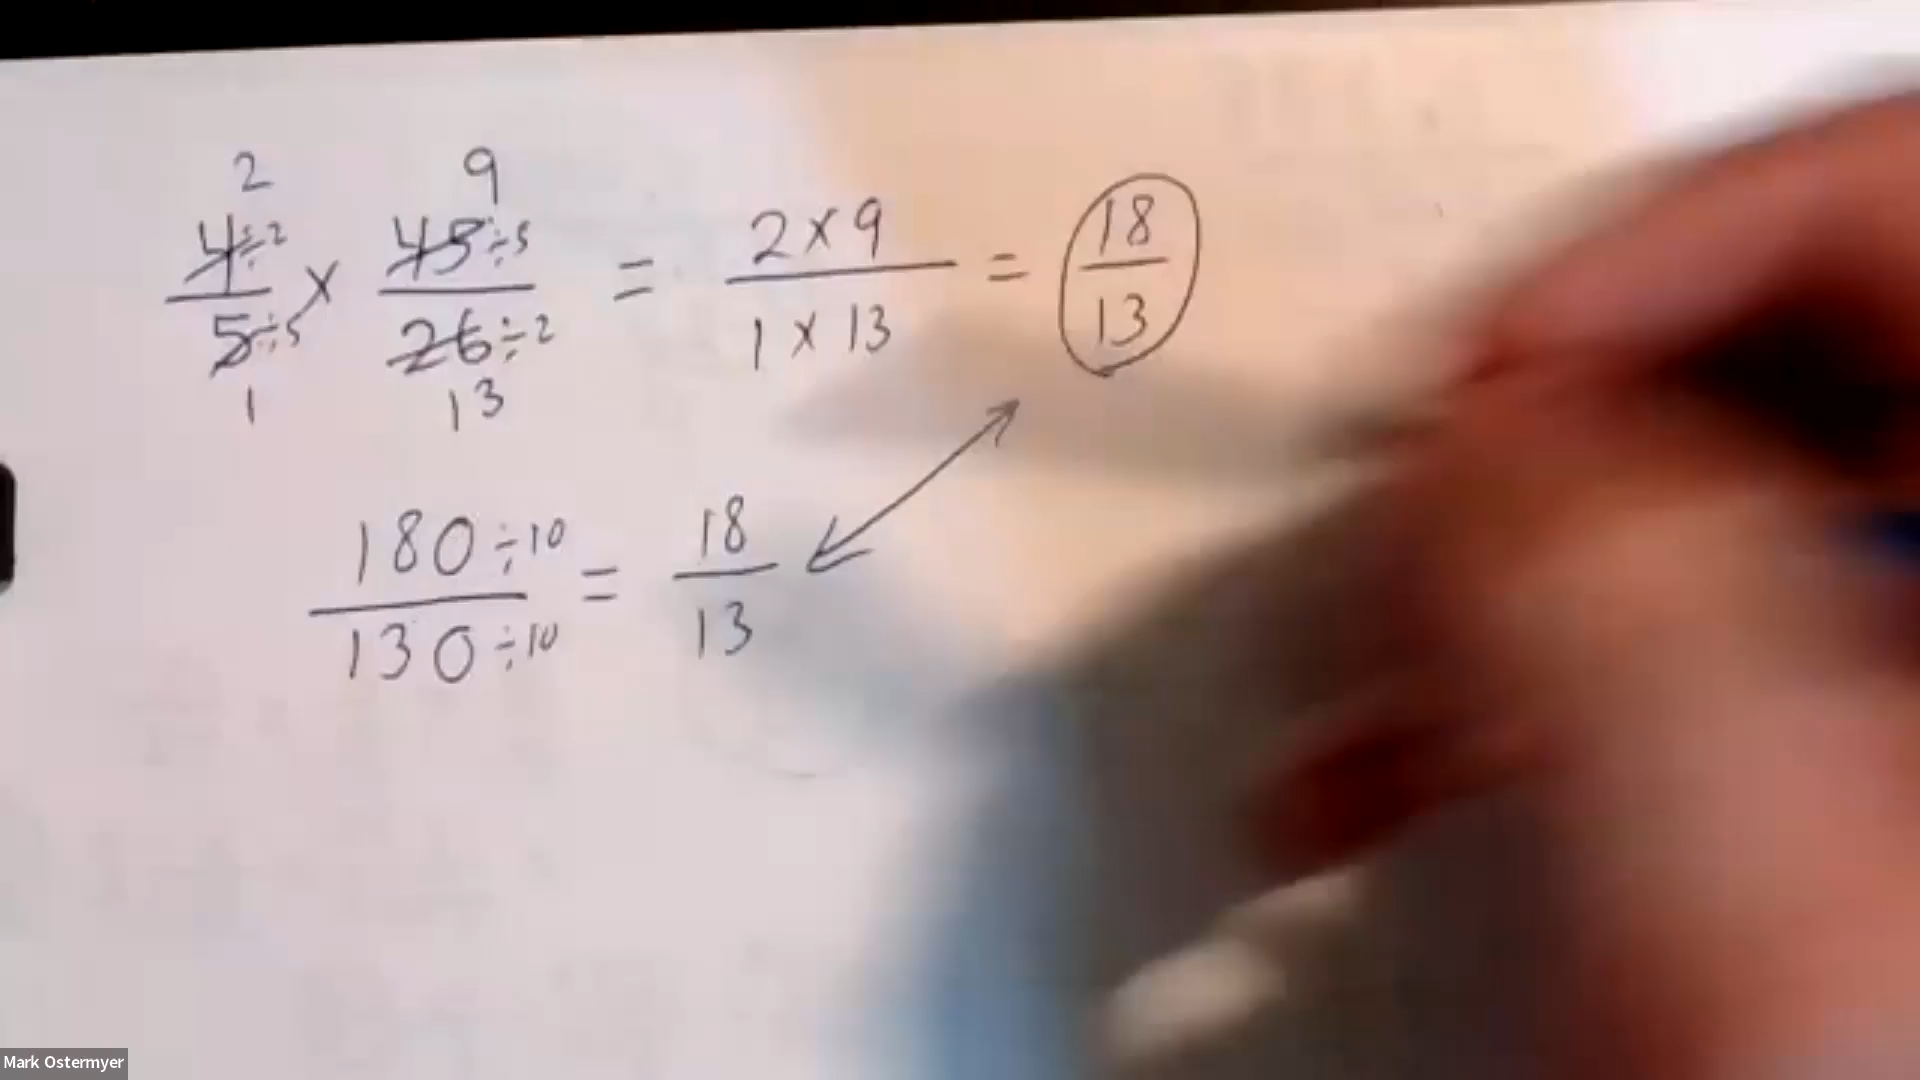 2 9
4÷2 / 5÷5 × 45÷5 / 26÷2 = 2×9 / 1×13 = 18/13
1 13
180÷10 / 130÷10 = 18/13
Mark Ostermyer